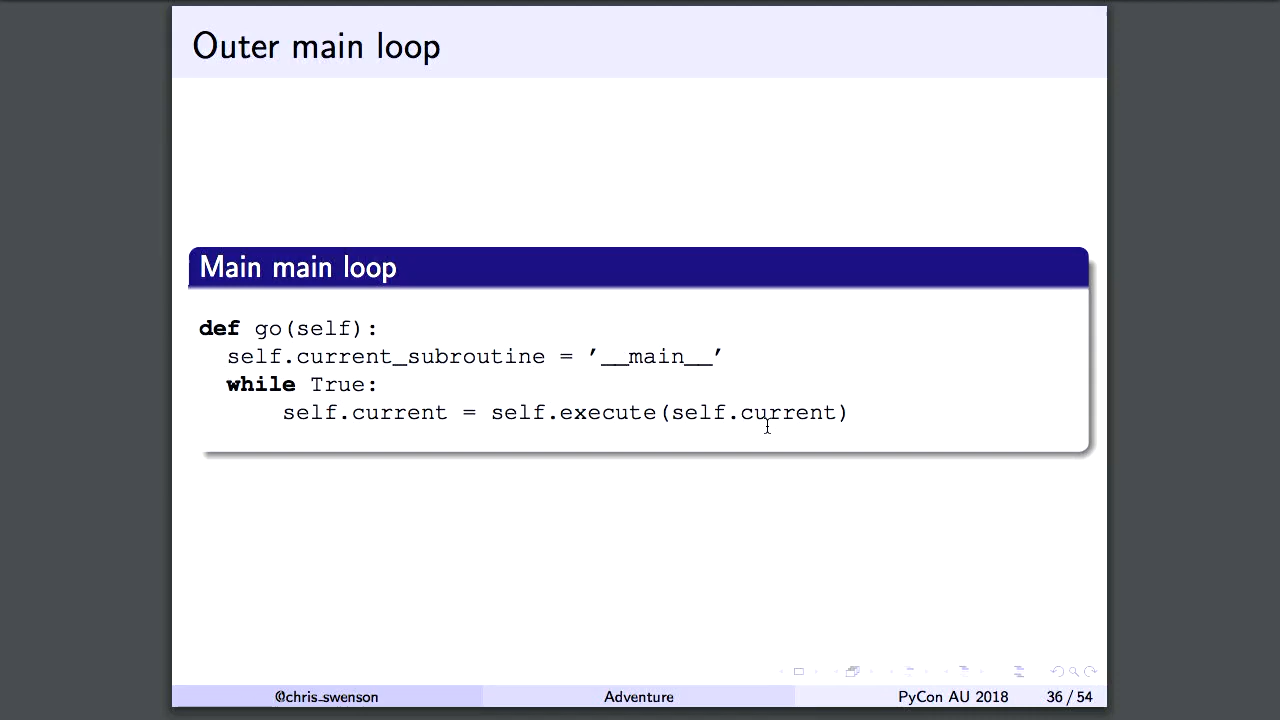 Outer main loop
Main main loop
def go(self):
  self.current_subroutine = ’__main__’
  while True:
      self.current = self.execute(self.current)
@chris_swenson Adventure PyCon AU 2018 36 / 54